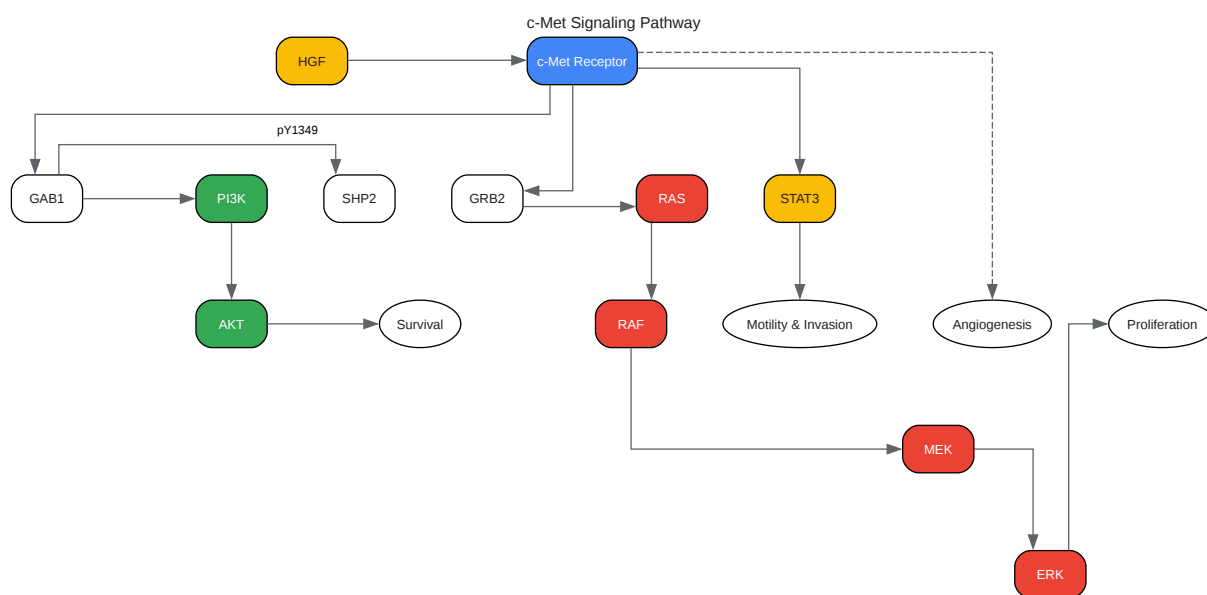 c-Met Signaling Pathway
HGF
c-Met Receptor
pY1349
GAB1
PI3K
SHP2
GRB2
RAS
STAT3
AKT
Survival
RAF
Motility & Invasion
Angiogenesis
Proliferation
MEK
ERK